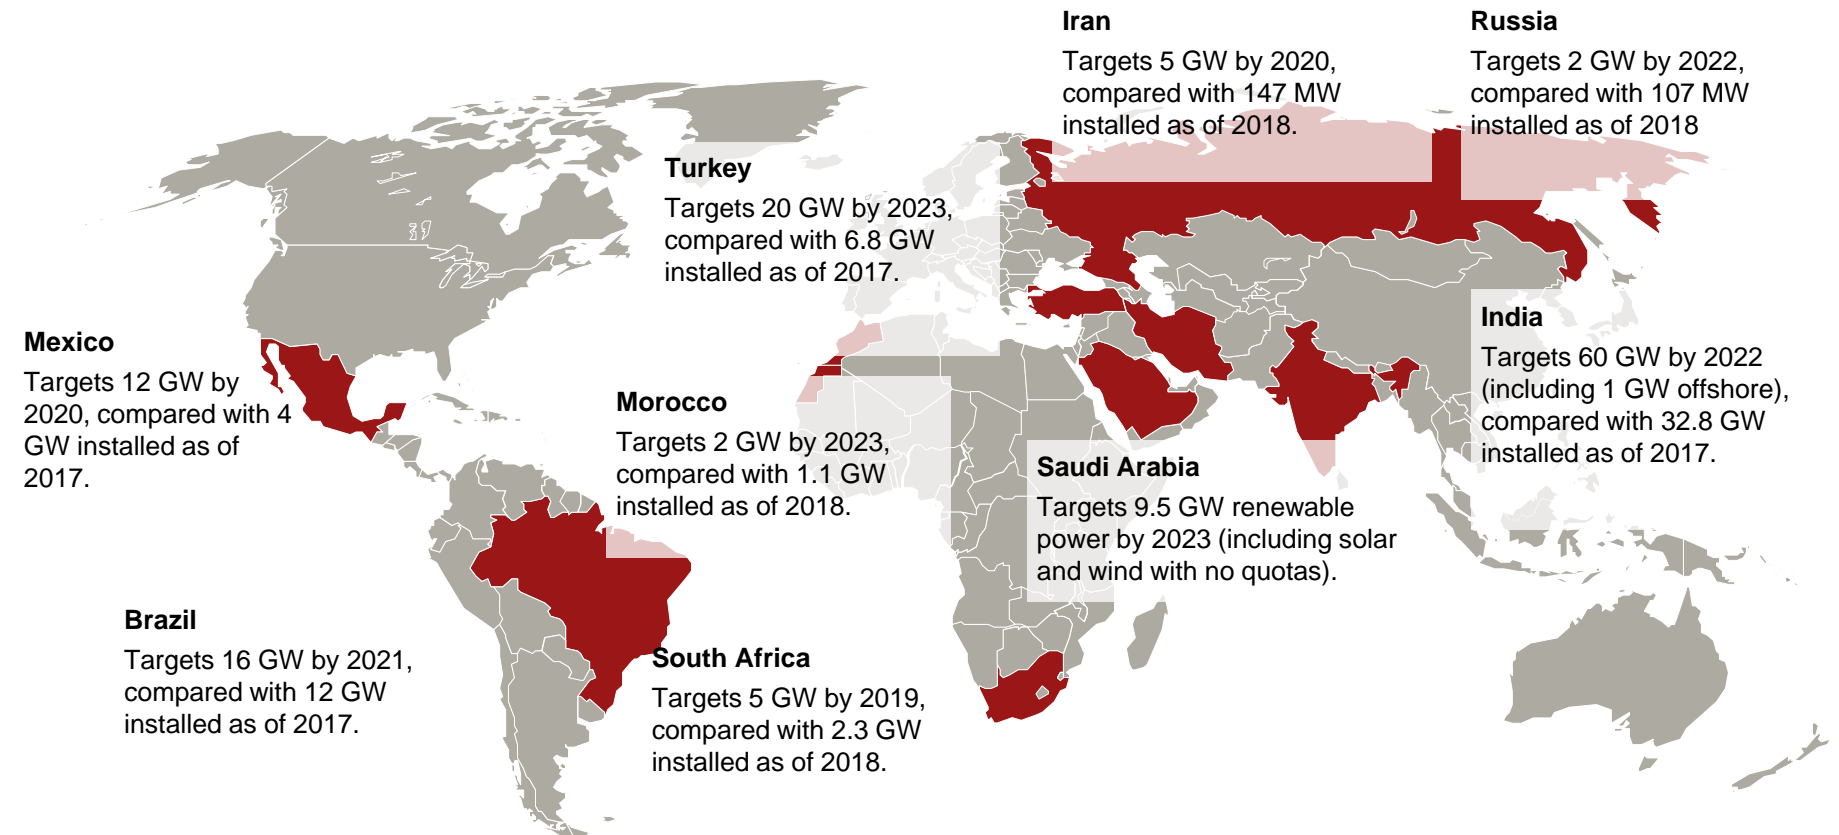 Iran
Targets 5 GW by 2020,
compared with 147 MW
installed as of 2018.
Russia
Targets 2 GW by 2022,
compared with 107 MW
installed as of 2018
Turkey
Targets 20 GW by 2023,
compared with 6.8 GW
installed as of 2017.
India
Targets 60 GW by 2022
(including 1 GW offshore),
compared with 32.8 GW
installed as of 2017.
Mexico
Targets 12 GW by
2020, compared with 4
GW installed as of
2017.
Morocco
Targets 2 GW by 2023,
compared with 1.1 GW
installed as of 2018.
Saudi Arabia
Targets 9.5 GW renewable
power by 2023 (including solar
and wind with no quotas).
Brazil
Targets 16 GW by 2021,
compared with 12 GW
installed as of 2017.
South Africa
Targets 5 GW by 2019,
compared with 2.3 GW
installed as of 2018.